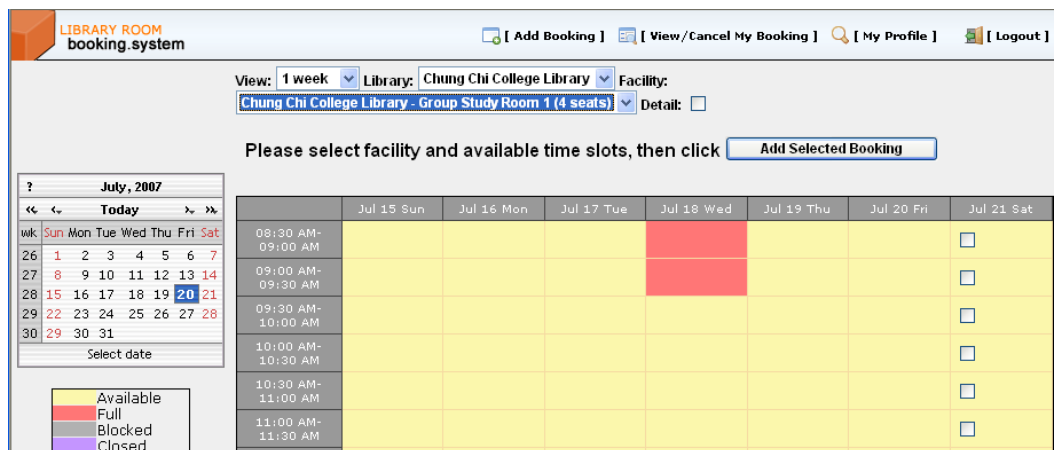 LIBRARY ROOM
booking.system
[ Add Booking ] [ View/Cancel My Booking ] [ My Profile ] [ Logout ]
View: 1 week Library: Chung Chi College Library Facility:
Chung Chi College Library - Group Study Room 1 (4 seats) Detail:
Please select facility and available time slots, then click Add Selected Booking
? July, 2007
« ‹ Today › »
wk Sun Mon Tue Wed Thu Fri Sat
26 1 2 3 4 5 6 7
27 8 9 10 11 12 13 14
28 15 16 17 18 19 20 21
29 22 23 24 25 26 27 28
30 29 30 31
Select date
Available
Full
Blocked
Closed
Jul 15 Sun Jul 16 Mon Jul 17 Tue Jul 18 Wed Jul 19 Thu Jul 20 Fri Jul 21 Sat
08:30 AM-
09:00 AM
09:00 AM-
09:30 AM
09:30 AM-
10:00 AM
10:00 AM-
10:30 AM
10:30 AM-
11:00 AM
11:00 AM-
11:30 AM